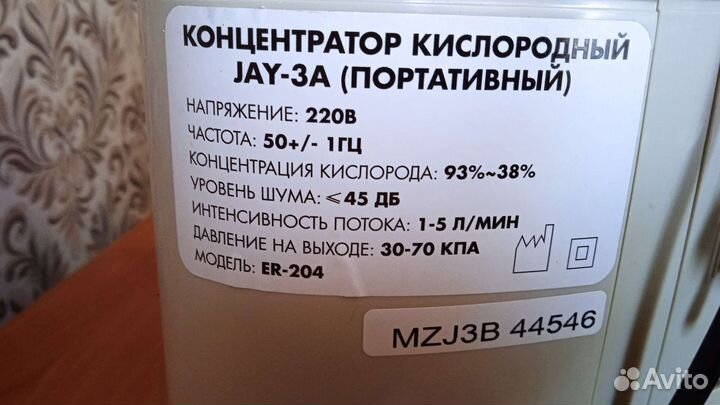 КОНЦЕНТРАТОР КИСЛОРОДНЫЙ
JAY-3A (ПОРТАТИВНЫЙ)
НАПРЯЖЕНИЕ: 220В
ЧАСТОТА: 50+/- 1ГЦ
КОНЦЕНТРАЦИЯ КИСЛОРОДА: 93%~38%
УРОВЕНЬ ШУМА: ⩽45 ДБ
ИНТЕНСИВНОСТЬ ПОТОКА: 1-5 Л/МИН
ДАВЛЕНИЕ НА ВЫХОДЕ: 30-70 КПА
МОДЕЛЬ: ER-204
MZJ3B 44546
Avito